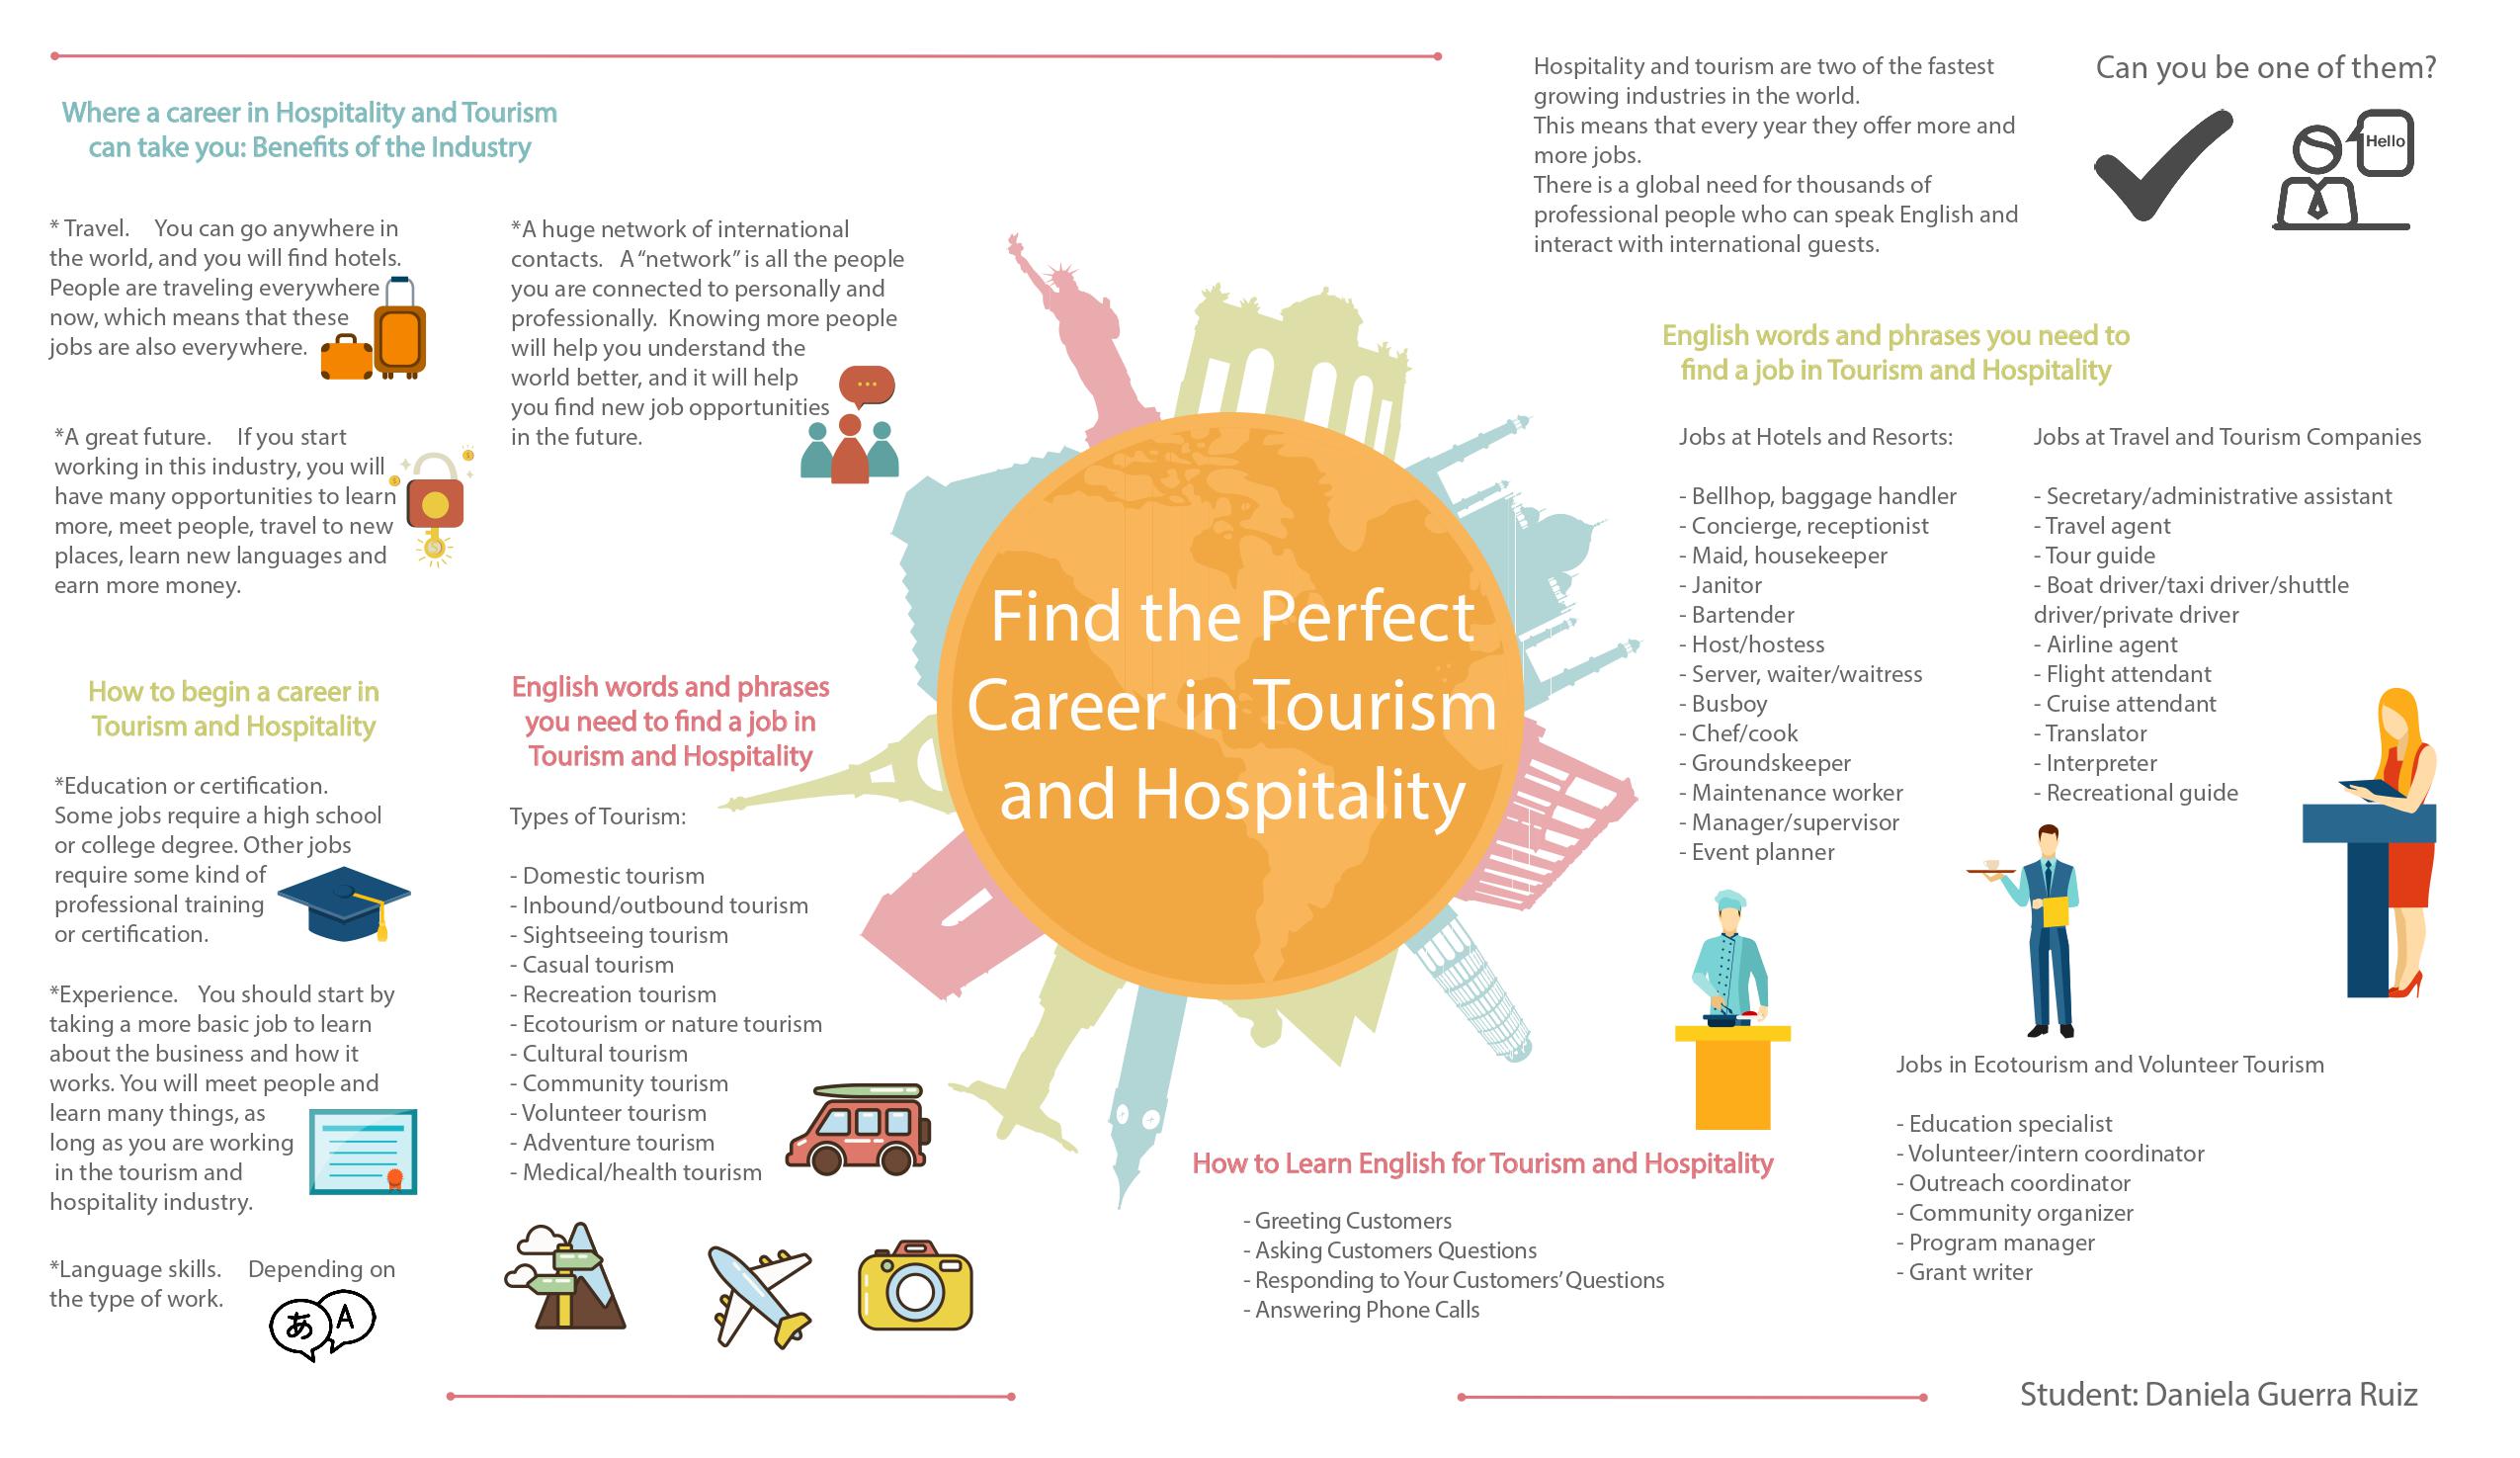 Where a career in Hospitality and Tourism
can take you: Benefits of the Industry
* Travel. You can go anywhere in
the world, and you will find hotels.
People are traveling everywhere
now, which means that these
jobs are also everywhere.
*A great future. If you start
working in this industry, you will
have many opportunities to learn
more, meet people, travel to new
places, learn new languages and
earn more money.
*A huge network of international
contacts. A “network” is all the people
you are connected to personally and
professionally. Knowing more people
will help you understand the
world better, and it will help
you find new job opportunities
in the future.
Hospitality and tourism are two of the fastest
growing industries in the world.
This means that every year they offer more and
more jobs.
There is a global need for thousands of
professional people who can speak English and
interact with international guests.
Can you be one of them?
Hello
Find the Perfect
Career in Tourism
and Hospitality
How to begin a career in
Tourism and Hospitality
*Education or certification.
Some jobs require a high school
or college degree. Other jobs
require some kind of
professional training
or certification.
*Experience. You should start by
taking a more basic job to learn
about the business and how it
works. You will meet people and
learn many things, as
long as you are working
in the tourism and
hospitality industry.
*Language skills. Depending on
the type of work.
あ A
English words and phrases
you need to find a job in
Tourism and Hospitality
Types of Tourism:
- Domestic tourism
- Inbound/outbound tourism
- Sightseeing tourism
- Casual tourism
- Recreation tourism
- Ecotourism or nature tourism
- Cultural tourism
- Community tourism
- Volunteer tourism
- Adventure tourism
- Medical/health tourism
English words and phrases you need to
find a job in Tourism and Hospitality
Jobs at Hotels and Resorts:
- Bellhop, baggage handler
- Concierge, receptionist
- Maid, housekeeper
- Janitor
- Bartender
- Host/hostess
- Server, waiter/waitress
- Busboy
- Chef/cook
- Groundskeeper
- Maintenance worker
- Manager/supervisor
- Event planner
Jobs at Travel and Tourism Companies
- Secretary/administrative assistant
- Travel agent
- Tour guide
- Boat driver/taxi driver/shuttle
driver/private driver
- Airline agent
- Flight attendant
- Cruise attendant
- Translator
- Interpreter
- Recreational guide
How to Learn English for Tourism and Hospitality
- Greeting Customers
- Asking Customers Questions
- Responding to Your Customers’ Questions
- Answering Phone Calls
Jobs in Ecotourism and Volunteer Tourism
- Education specialist
- Volunteer/intern coordinator
- Outreach coordinator
- Community organizer
- Program manager
- Grant writer
Student: Daniela Guerra Ruiz